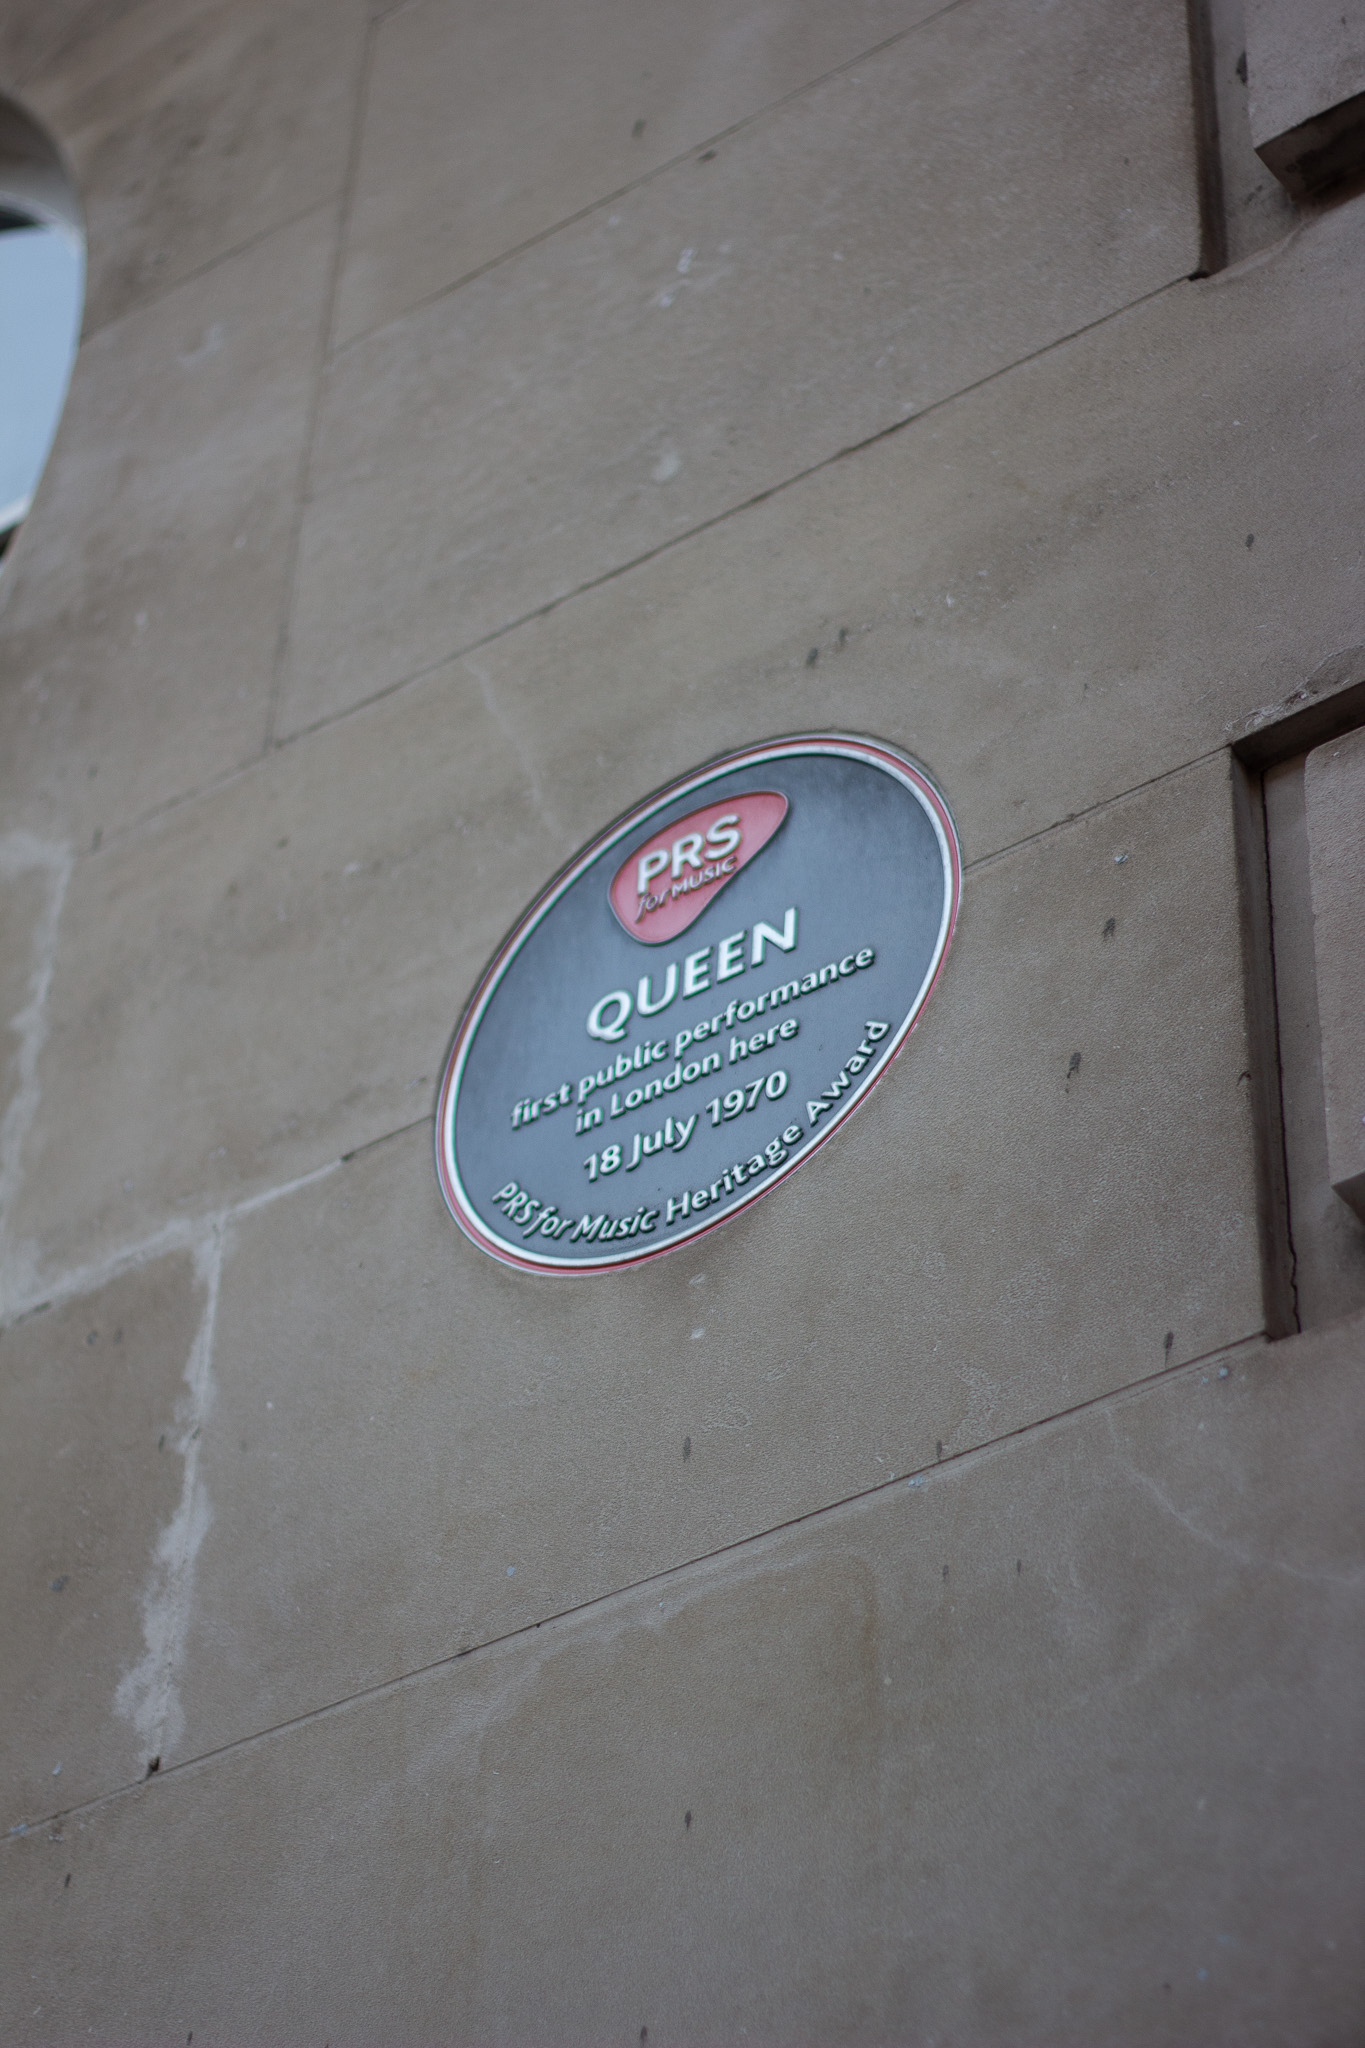 PRS
for MUSIC
QUEEN
first public performance
in London here
18 July 1970
PRS for Music Heritage Award